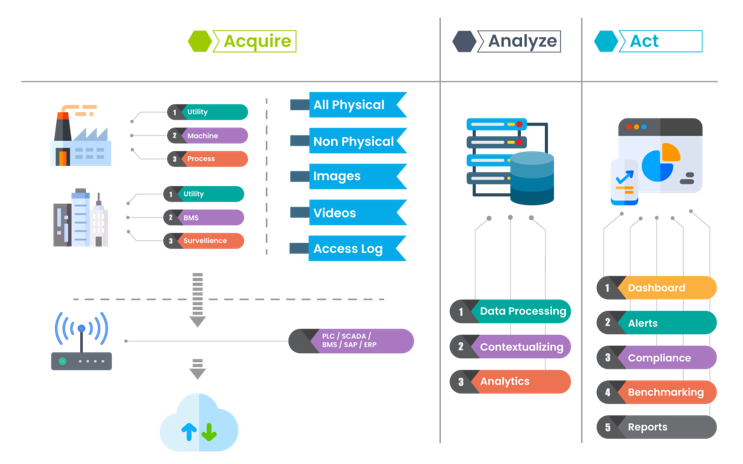 Acquire
Analyze
Act
1 Utility
2 Machine
3 Process
1 Utility
2 BMS
3 Survellience
All Physical
Non Physical
Images
Videos
Access Log
PLC / SCADA /
BMS / SAP / ERP
1 Data Processing
2 Contextualizing
3 Analytics
1 Dashboard
2 Alerts
3 Compliance
4 Benchmarking
5 Reports